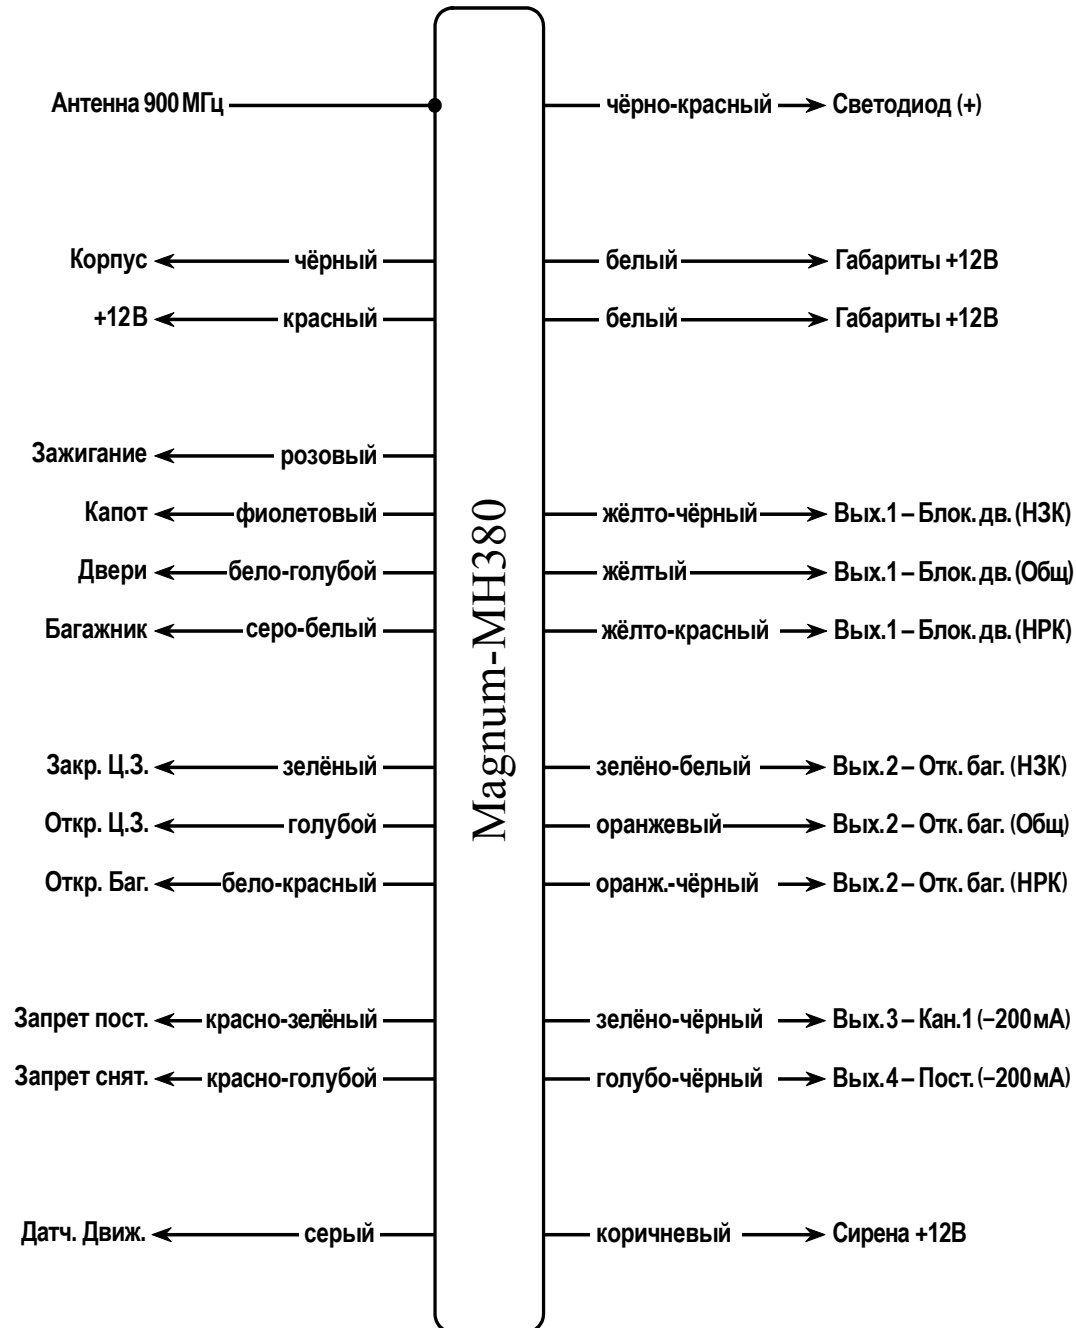 Антенна 900 МГц чёрно-красный Светодиод (+)
Корпус чёрный белый Габариты +12В
+12В красный белый Габариты +12В
Зажигание розовый
Капот фиолетовый жёлто-чёрный Вых.1 – Блок. дв. (НЗК)
Двери бело-голубой жёлтый Вых.1 – Блок. дв. (Общ)
Багажник серо-белый жёлто-красный Вых.1 – Блок. дв. (НРК)
Magnum-MH380
Закр. Ц.З. зелёный зелёно-белый Вых.2 – Отк. баг. (НЗК)
Откр. Ц.З. голубой оранжевый Вых.2 – Отк. баг. (Общ)
Откр. Баг. бело-красный оранж.-чёрный Вых.2 – Отк. баг. (НРК)
Запрет пост. красно-зелёный зелёно-чёрный Вых.3 – Кан.1 (–200 мА)
Запрет снят. красно-голубой голубо-чёрный Вых.4 – Пост. (–200 мА)
Датч. Движ. серый коричневый Сирена +12В